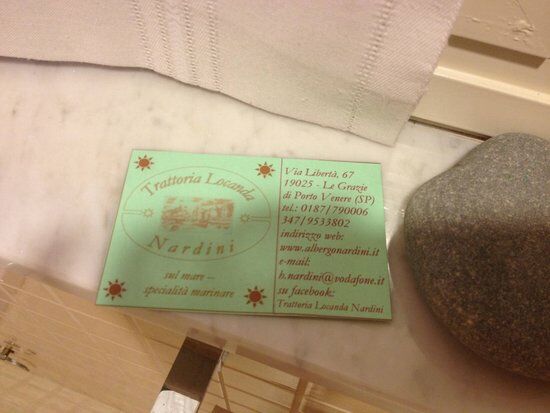 Trattoria Locanda
Nardini
sul mare –
specialità marinare
Via Libertà, 67
19025 - Le Grazie
di Porto Venere (SP)
tel.: 0187/790006
347/9533802
indirizzo web:
www.albergonardini.it
e-mail:
h.nardini@vodafone.it
su facebook:
Trattoria Locanda Nardini